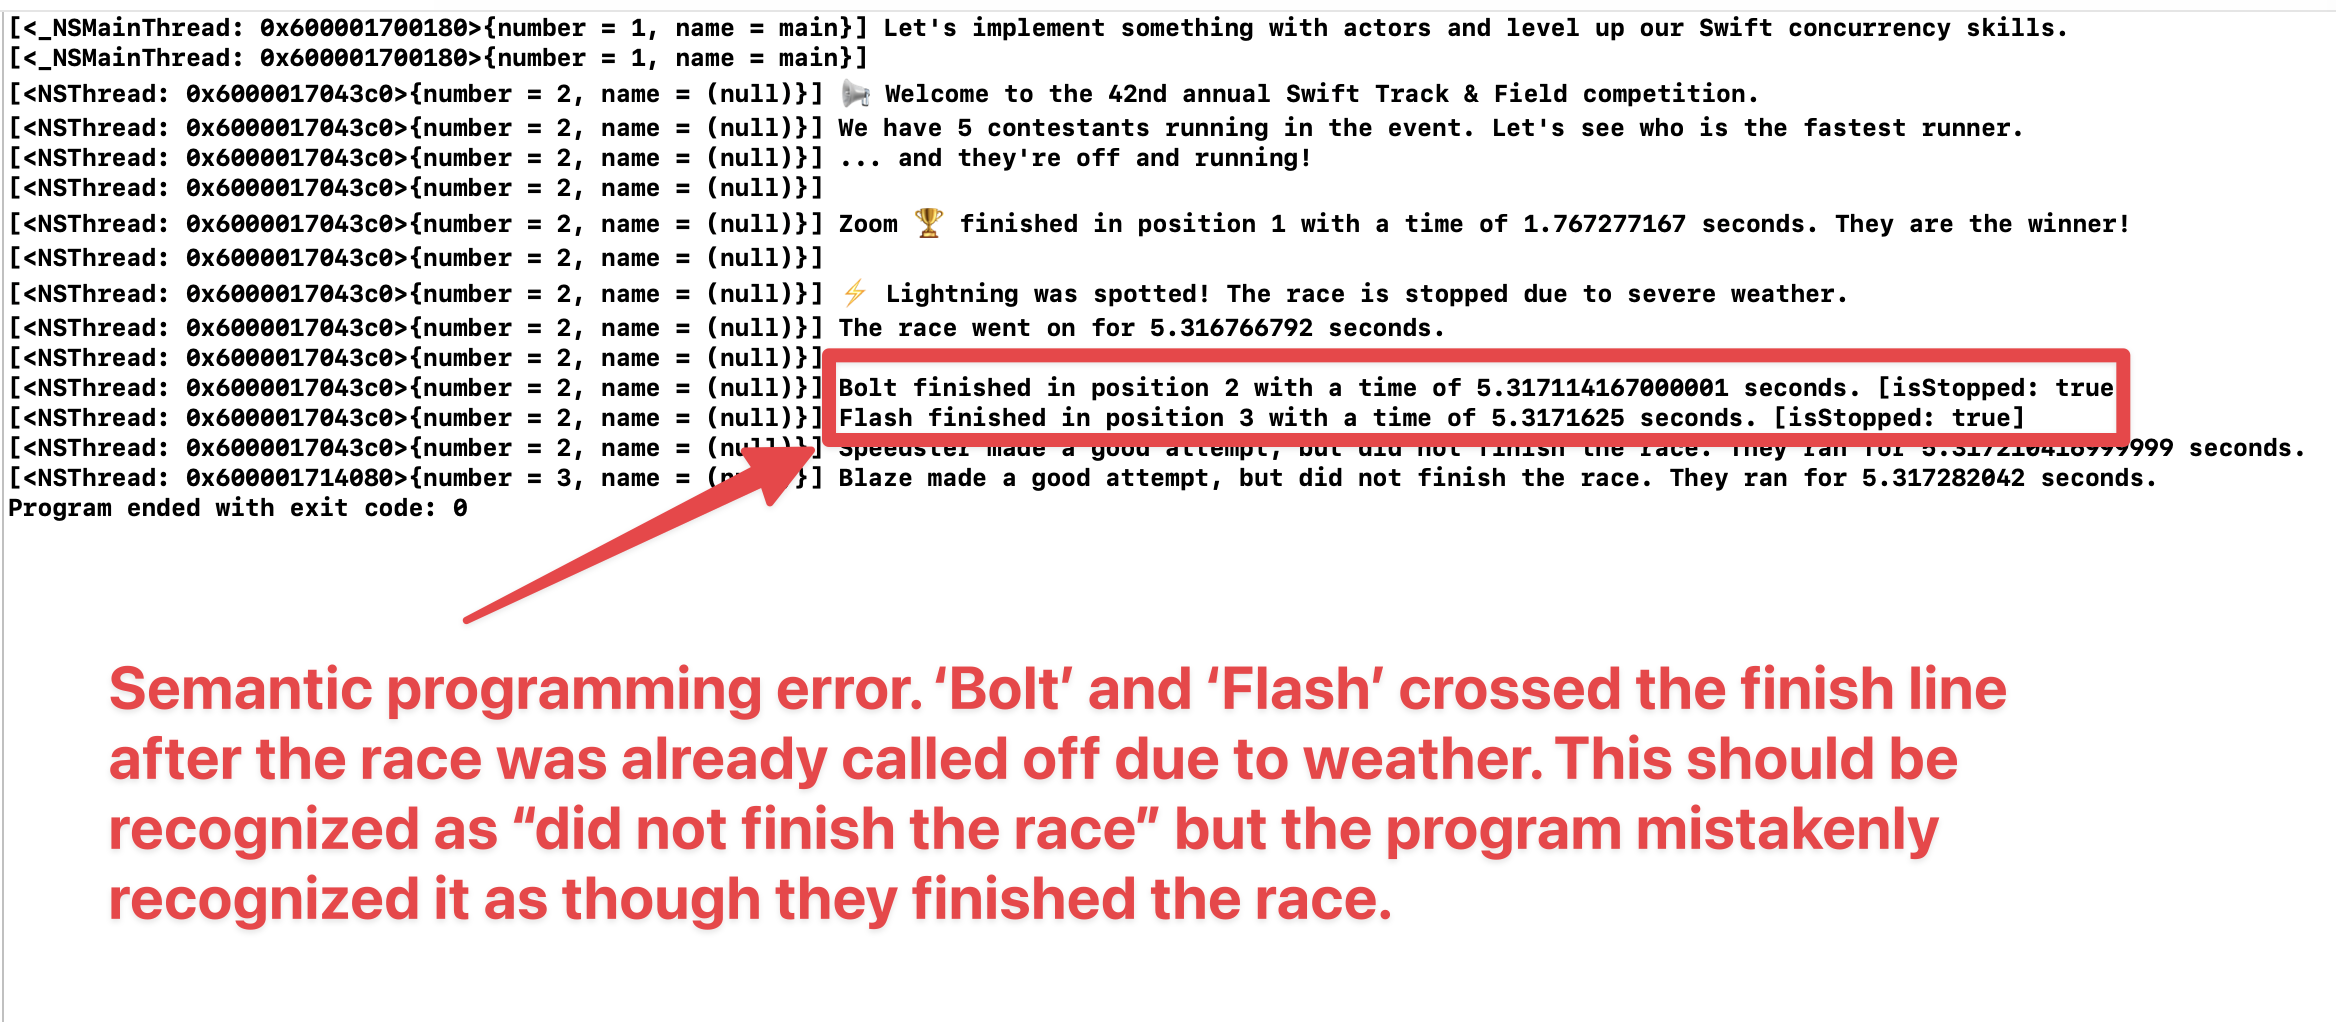 [<_NSMainThread: 0x600001700180>{number = 1, name = main}] Let's implement something with actors and level up our Swift concurrency skills.
[<_NSMainThread: 0x600001700180>{number = 1, name = main}]
[<NSThread: 0x6000017043c0>{number = 2, name = (null)}] 📢 Welcome to the 42nd annual Swift Track & Field competition.
[<NSThread: 0x6000017043c0>{number = 2, name = (null)}] We have 5 contestants running in the event. Let's see who is the fastest runner.
[<NSThread: 0x6000017043c0>{number = 2, name = (null)}] ... and they're off and running!
[<NSThread: 0x6000017043c0>{number = 2, name = (null)}]
[<NSThread: 0x6000017043c0>{number = 2, name = (null)}] Zoom 🏆 finished in position 1 with a time of 1.767277167 seconds. They are the winner!
[<NSThread: 0x6000017043c0>{number = 2, name = (null)}]
[<NSThread: 0x6000017043c0>{number = 2, name = (null)}] ⚡️ Lightning was spotted! The race is stopped due to severe weather.
[<NSThread: 0x6000017043c0>{number = 2, name = (null)}] The race went on for 5.316766792 seconds.
[<NSThread: 0x6000017043c0>{number = 2, name = (null)}]
[<NSThread: 0x6000017043c0>{number = 2, name = (null)}] Bolt finished in position 2 with a time of 5.317114167000001 seconds. [isStopped: true
[<NSThread: 0x6000017043c0>{number = 2, name = (null)}] Flash finished in position 3 with a time of 5.3171625 seconds. [isStopped: true]
[<NSThread: 0x6000017043c0>{number = 2, name = (null)}] Speedster made a good attempt, but did not finish the race. They ran for 5.317210416999999 seconds.
[<NSThread: 0x600001714080>{number = 3, name = (nu }] Blaze made a good attempt, but did not finish the race. They ran for 5.317282042 seconds.
Program ended with exit code: 0
Semantic programming error. ‘Bolt’ and ‘Flash’ crossed the finish line
after the race was already called off due to weather. This should be
recognized as “did not finish the race” but the program mistakenly
recognized it as though they finished the race.